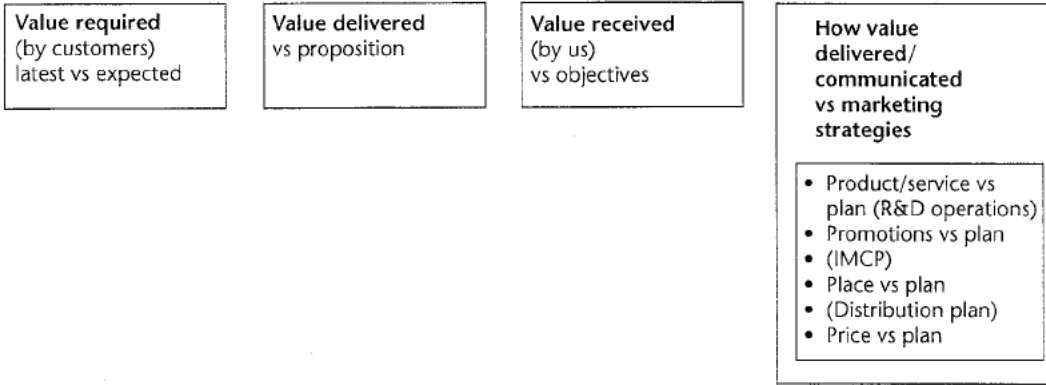 Value required
(by customers)
latest vs expected
Value delivered
vs proposition
Value received
(by us)
vs objectives
How value
delivered/
communicated
vs marketing
strategies
• Product/service vs
plan (R&D operations)
• Promotions vs plan
• (IMCP)
• Place vs plan
• (Distribution plan)
• Price vs plan